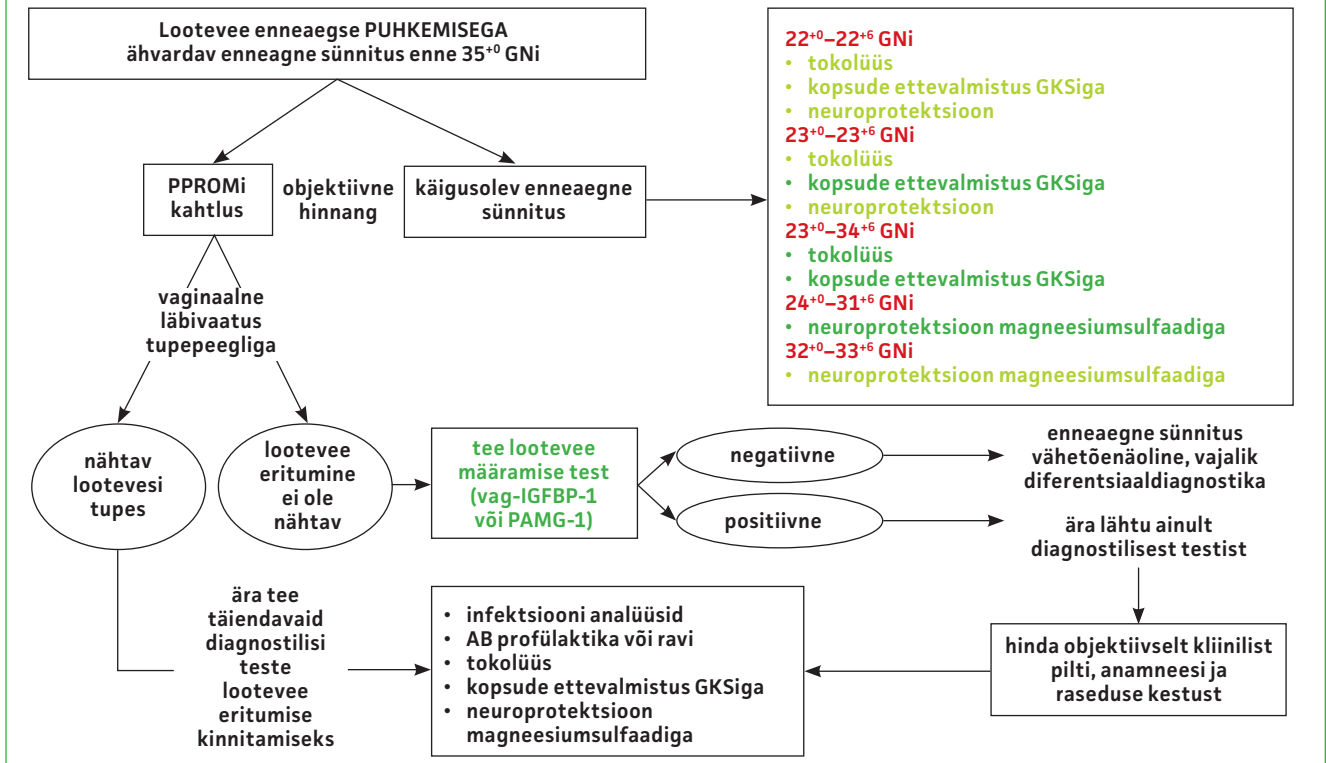 Lootevee enneaegse PUHKEMISEGA
ähvardav enneagne sünnitus enne 35⁺⁰ GNi
PPROMi
kahtlus
objektiivne
hinnang
käigusolev enneaegne
sünnitus
22⁺⁰–22⁺⁶ GNi
• tokolüüs
• kopsude ettevalmistus GKSiga
• neuroprotektsioon
23⁺⁰–23⁺⁶ GNi
• tokolüüs
• kopsude ettevalmistus GKSiga
• neuroprotektsioon
23⁺⁰–34⁺⁶ GNi
• tokolüüs
• kopsude ettevalmistus GKSiga
24⁺⁰–31⁺⁶ GNi
• neuroprotektsioon magneesiumsulfaadiga
32⁺⁰–33⁺⁶ GNi
• neuroprotektsioon magneesiumsulfaadiga
vaginaalne
läbivaatus
tupepeegliga
nähtav
lootevesi
tupes
lootevee
eritumine
ei ole
nähtav
tee lootevee
määramise test
(vag-IGFBP-1
või PAMG-1)
negatiivne
enneaegne sünnitus
vähetõenäoline, vajalik
diferentsiaaldiagnostika
positiivne
ära lähtu ainult
diagnostilisest testist
hinda objektiivselt kliinilist
pilti, anamneesi ja
raseduse kestust
ära tee
täiendavaid
diagnostilisi
teste
lootevee
eritumise
kinnitamiseks
• infektsiooni analüüsid
• AB profülaktika või ravi
• tokolüüs
• kopsude ettevalmistus GKSiga
• neuroprotektsioon
magneesiumsulfaadiga